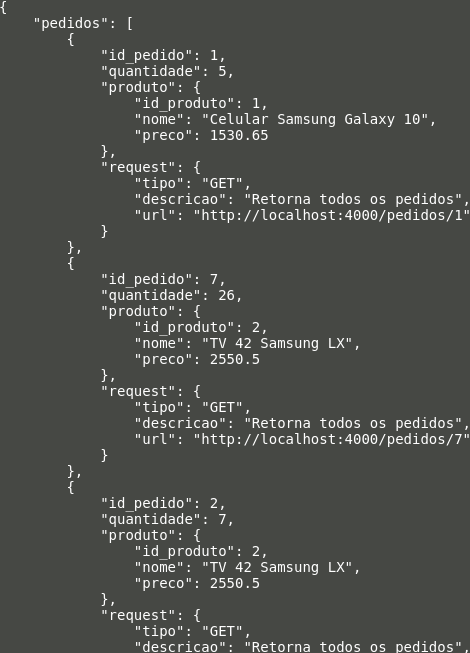 {
    "pedidos": [
        {
            "id_pedido": 1,
            "quantidade": 5,
            "produto": {
                "id_produto": 1,
                "nome": "Celular Samsung Galaxy 10",
                "preco": 1530.65
            },
            "request": {
                "tipo": "GET",
                "descricao": "Retorna todos os pedidos",
                "url": "http://localhost:4000/pedidos/1"
            }
        },
        {
            "id_pedido": 7,
            "quantidade": 26,
            "produto": {
                "id_produto": 2,
                "nome": "TV 42 Samsung LX",
                "preco": 2550.5
            },
            "request": {
                "tipo": "GET",
                "descricao": "Retorna todos os pedidos",
                "url": "http://localhost:4000/pedidos/7"
            }
        },
        {
            "id_pedido": 2,
            "quantidade": 7,
            "produto": {
                "id_produto": 2,
                "nome": "TV 42 Samsung LX",
                "preco": 2550.5
            },
            "request": {
                "tipo": "GET",
                "descricao": "Retorna todos os pedidos",